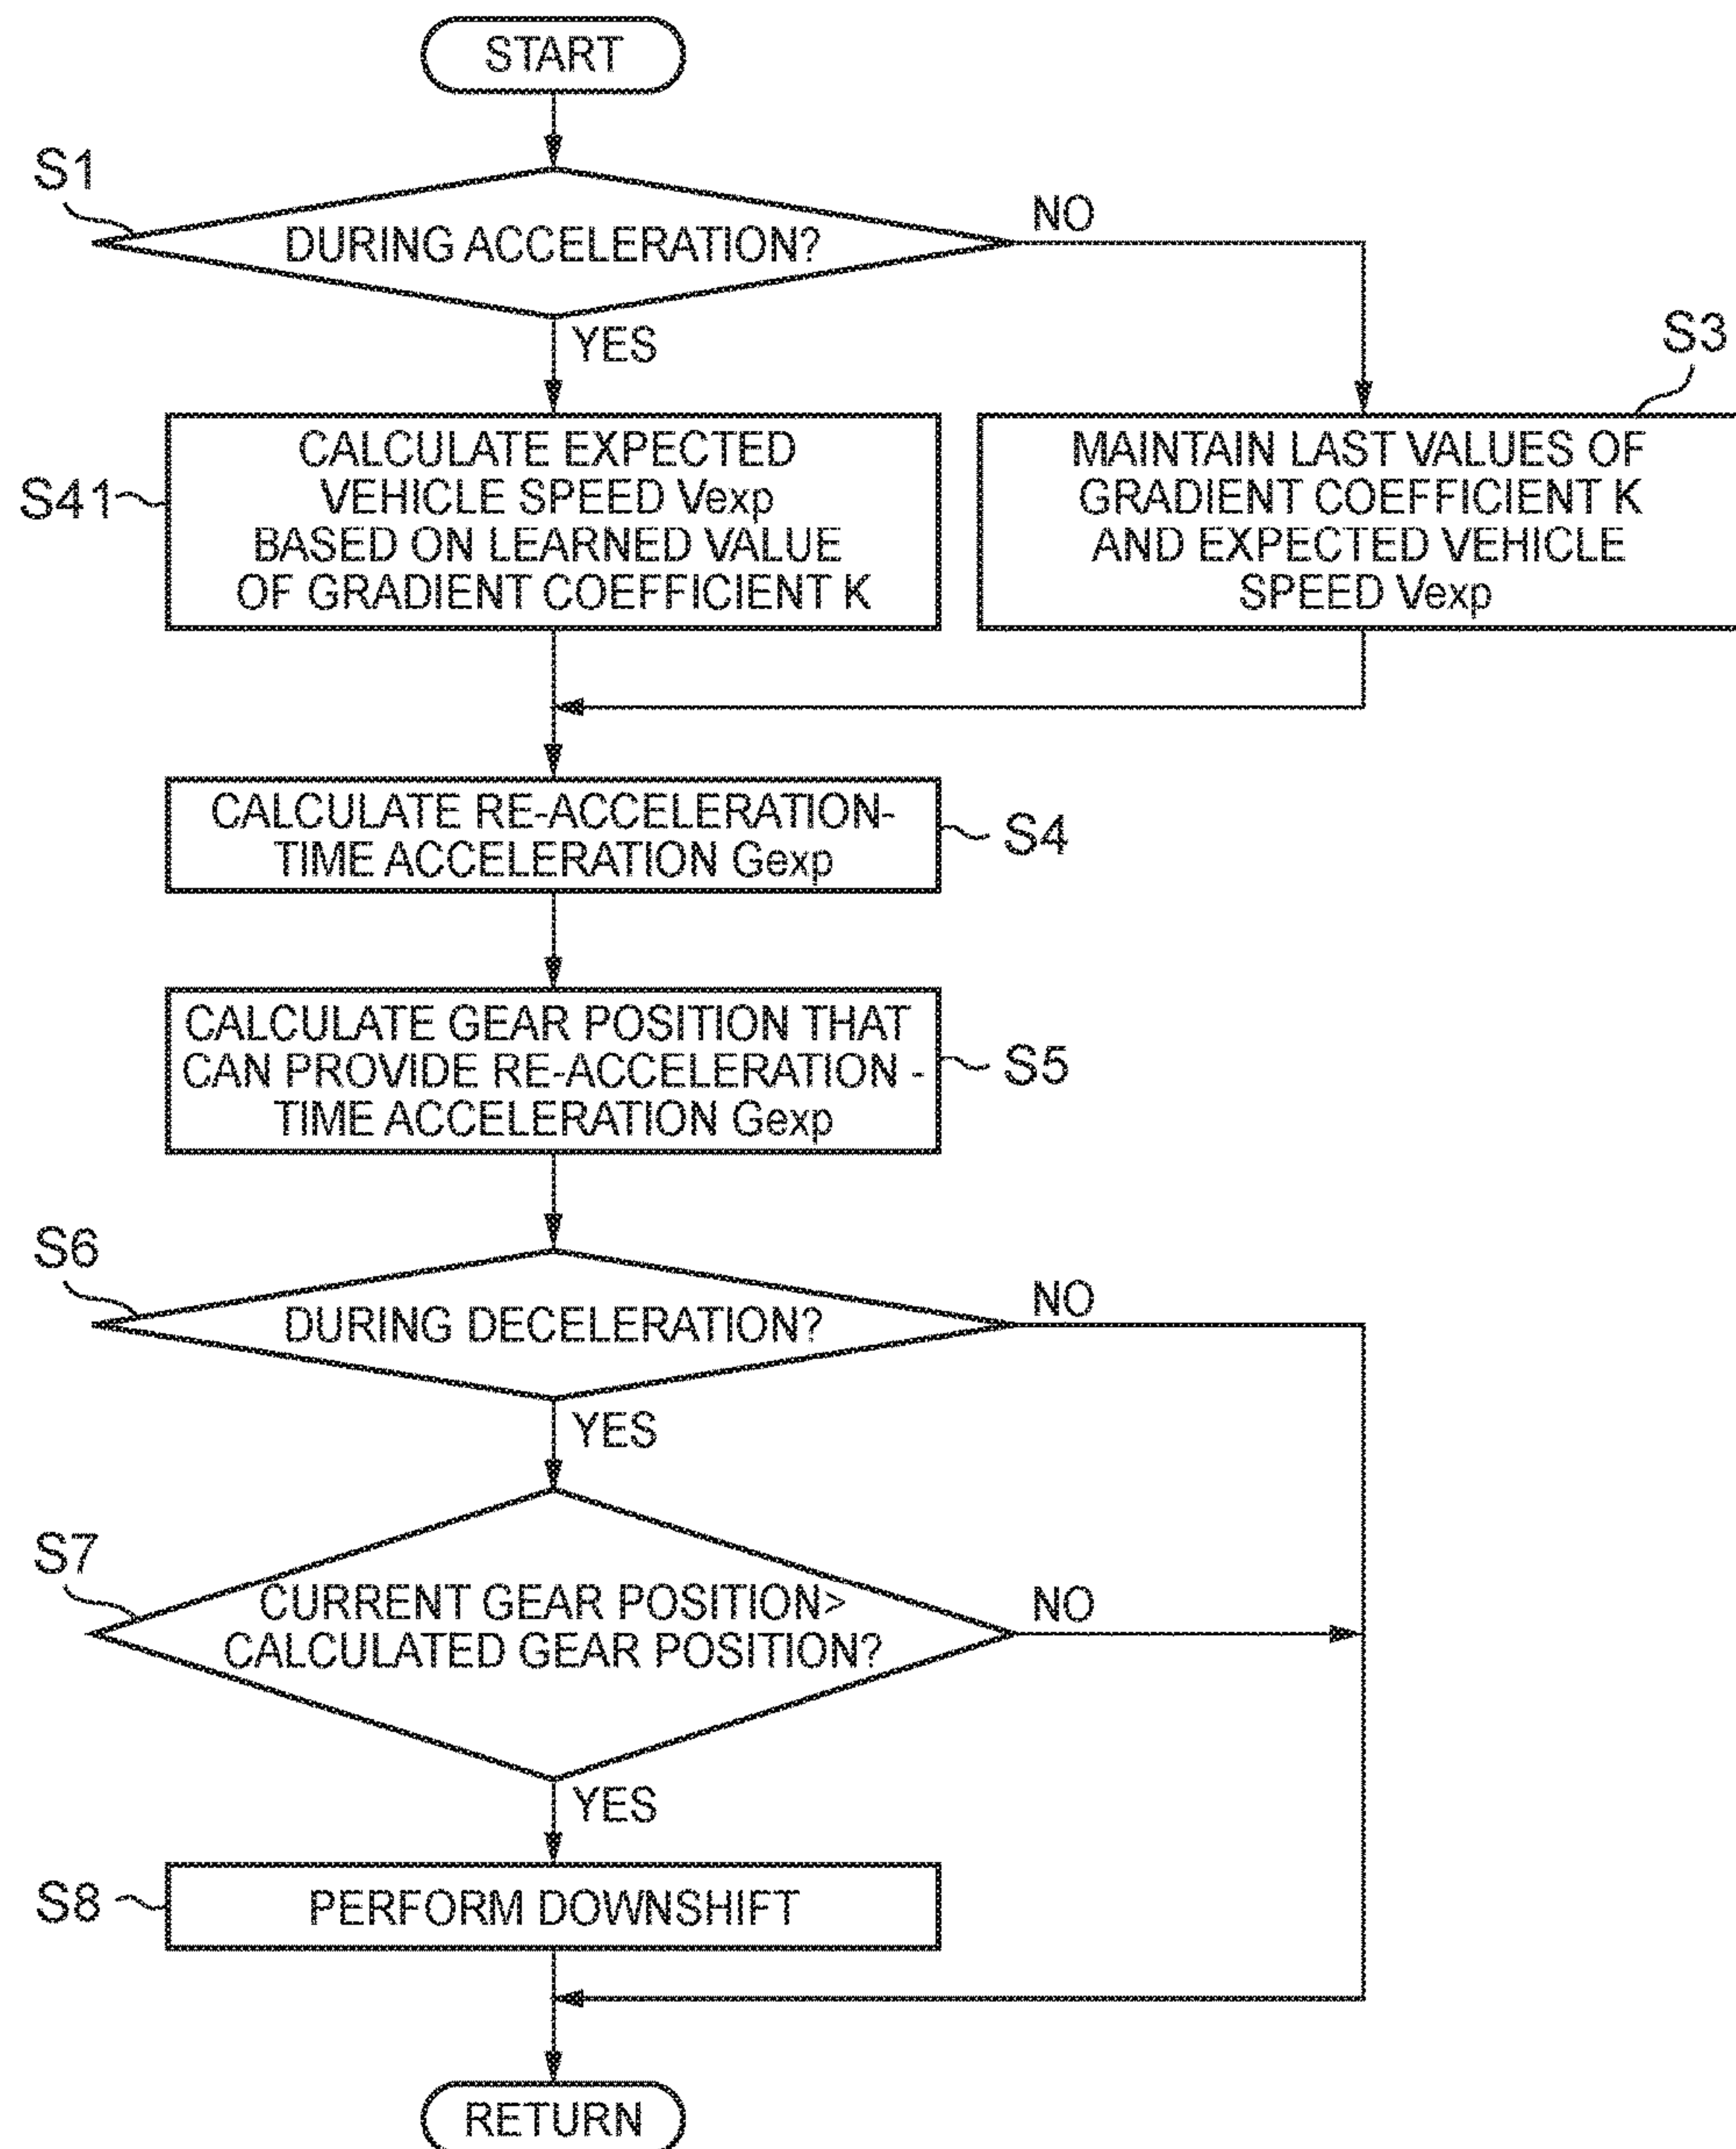 START
S1
DURING ACCELERATION?
NO
YES
S3
S41
CALCULATE EXPECTED
VEHICLE SPEED Vexp
BASED ON LEARNED VALUE
OF GRADIENT COEFFICIENT K
MAINTAIN LAST VALUES OF
GRADIENT COEFFICIENT K
AND EXPECTED VEHICLE
SPEED Vexp
CALCULATE RE-ACCELERATION-
TIME ACCELERATION Gexp
S4
CALCULATE GEAR POSITION THAT
CAN PROVIDE RE-ACCELERATION -
TIME ACCELERATION Gexp
S5
S6
DURING DECELERATION?
NO
YES
S7
CURRENT GEAR POSITION>
CALCULATED GEAR POSITION?
NO
YES
S8
PERFORM DOWNSHIFT
RETURN